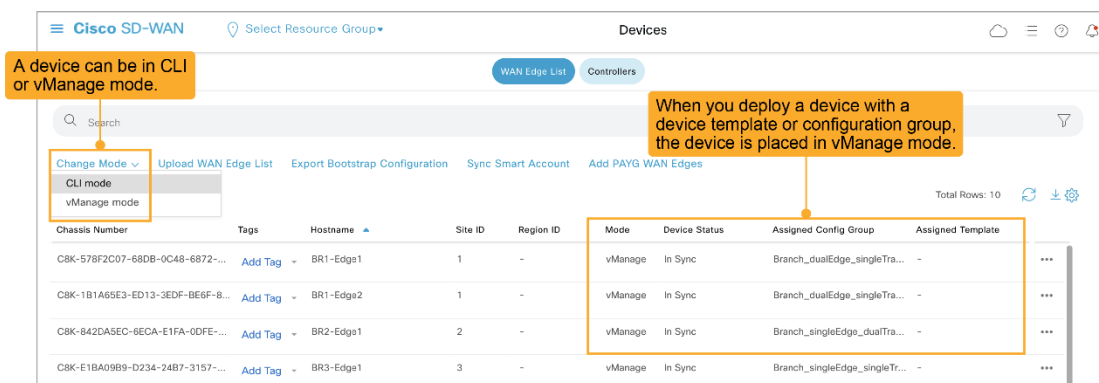 Cisco SD-WAN
Select Resource Group
Devices
A device can be in CLI
or vManage mode.
WAN Edge List
Controllers
Search
When you deploy a device with a
device template or configuration group,
the device is placed in vManage mode.
Change Mode
Upload WAN Edge List
Export Bootstrap Configuration
Sync Smart Account
Add PAYG WAN Edges
CLI mode
vManage mode
Total Rows: 10
Chassis Number Tags Hostname Site ID Region ID Mode Device Status Assigned Config Group Assigned Template
C8K-578F2C07-68DB-0C48-6872-... Add Tag BR1-Edge1 1 - vManage In Sync Branch_dualEdge_singleTra... -
C8K-1B1A65E3-ED13-3EDF-BE6F-8... Add Tag BR1-Edge2 1 - vManage In Sync Branch_dualEdge_singleTra... -
C8K-842DA5EC-6ECA-E1FA-0DFE-... Add Tag BR2-Edge1 2 - vManage In Sync Branch_singleEdge_dualTra... -
C8K-E1BA09B9-D234-24B7-3157-... Add Tag BR3-Edge1 3 - vManage In Sync Branch_singleEdge_singleTr... -